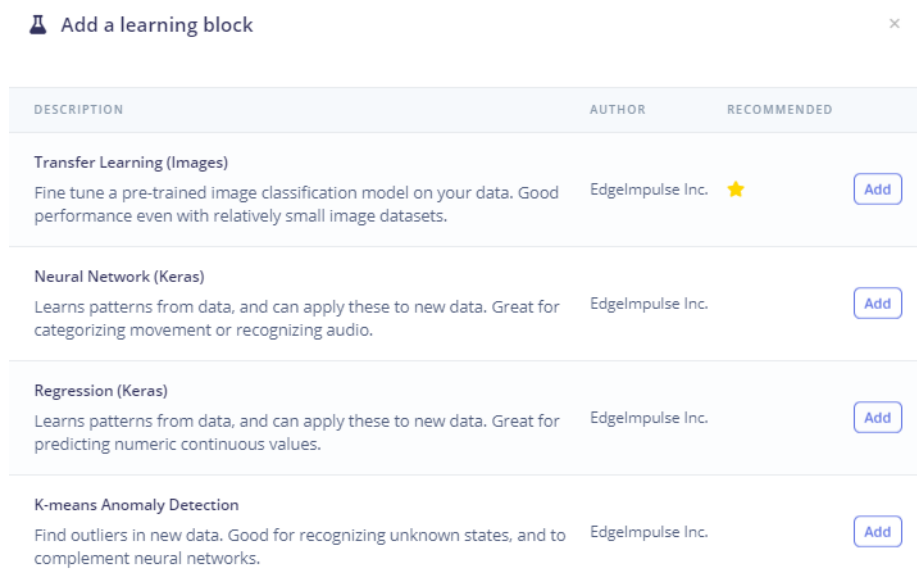 Add a learning block
×
DESCRIPTION AUTHOR RECOMMENDED
Transfer Learning (Images)
Fine tune a pre-trained image classification model on your data. Good
performance even with relatively small image datasets.
EdgeImpulse Inc.
Add
Neural Network (Keras)
Learns patterns from data, and can apply these to new data. Great for
categorizing movement or recognizing audio.
EdgeImpulse Inc.
Add
Regression (Keras)
Learns patterns from data, and can apply these to new data. Great for
predicting numeric continuous values.
EdgeImpulse Inc.
Add
K-means Anomaly Detection
Find outliers in new data. Good for recognizing unknown states, and to
complement neural networks.
EdgeImpulse Inc.
Add